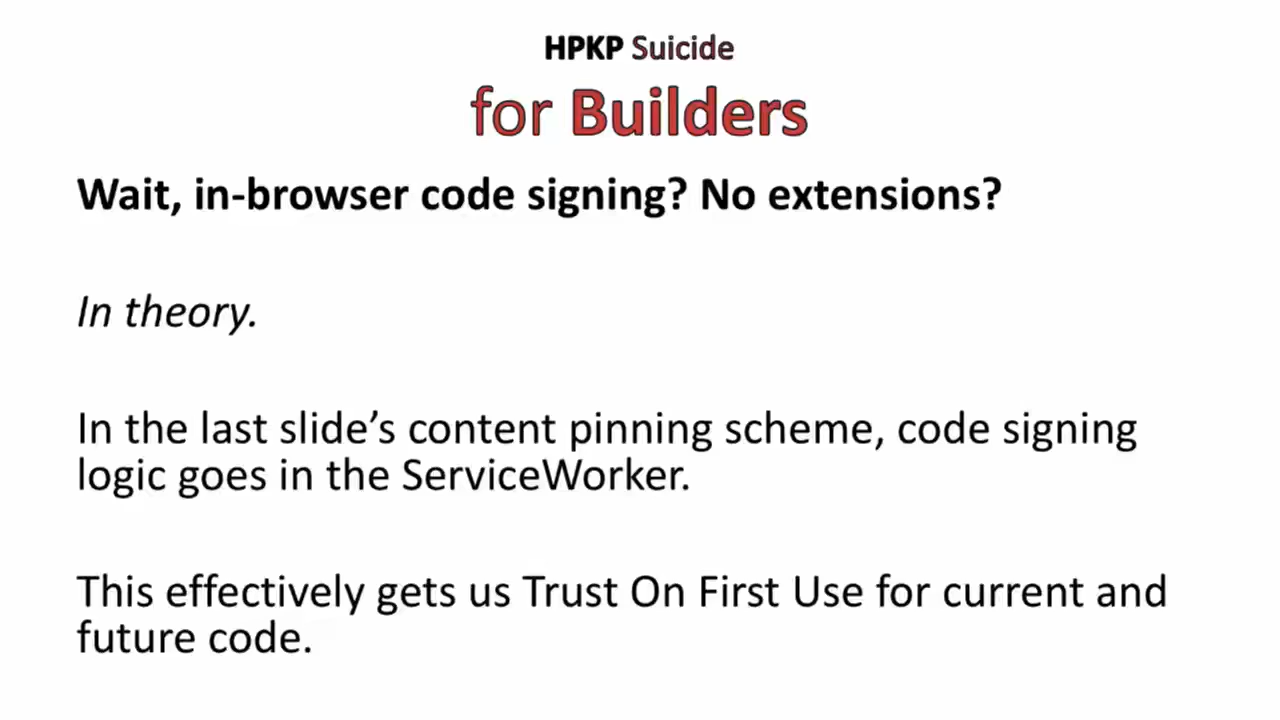 HPKP Suicide
for Builders
Wait, in-browser code signing? No extensions?
In theory.
In the last slide’s content pinning scheme, code signing
logic goes in the ServiceWorker.
This effectively gets us Trust On First Use for current and
future code.